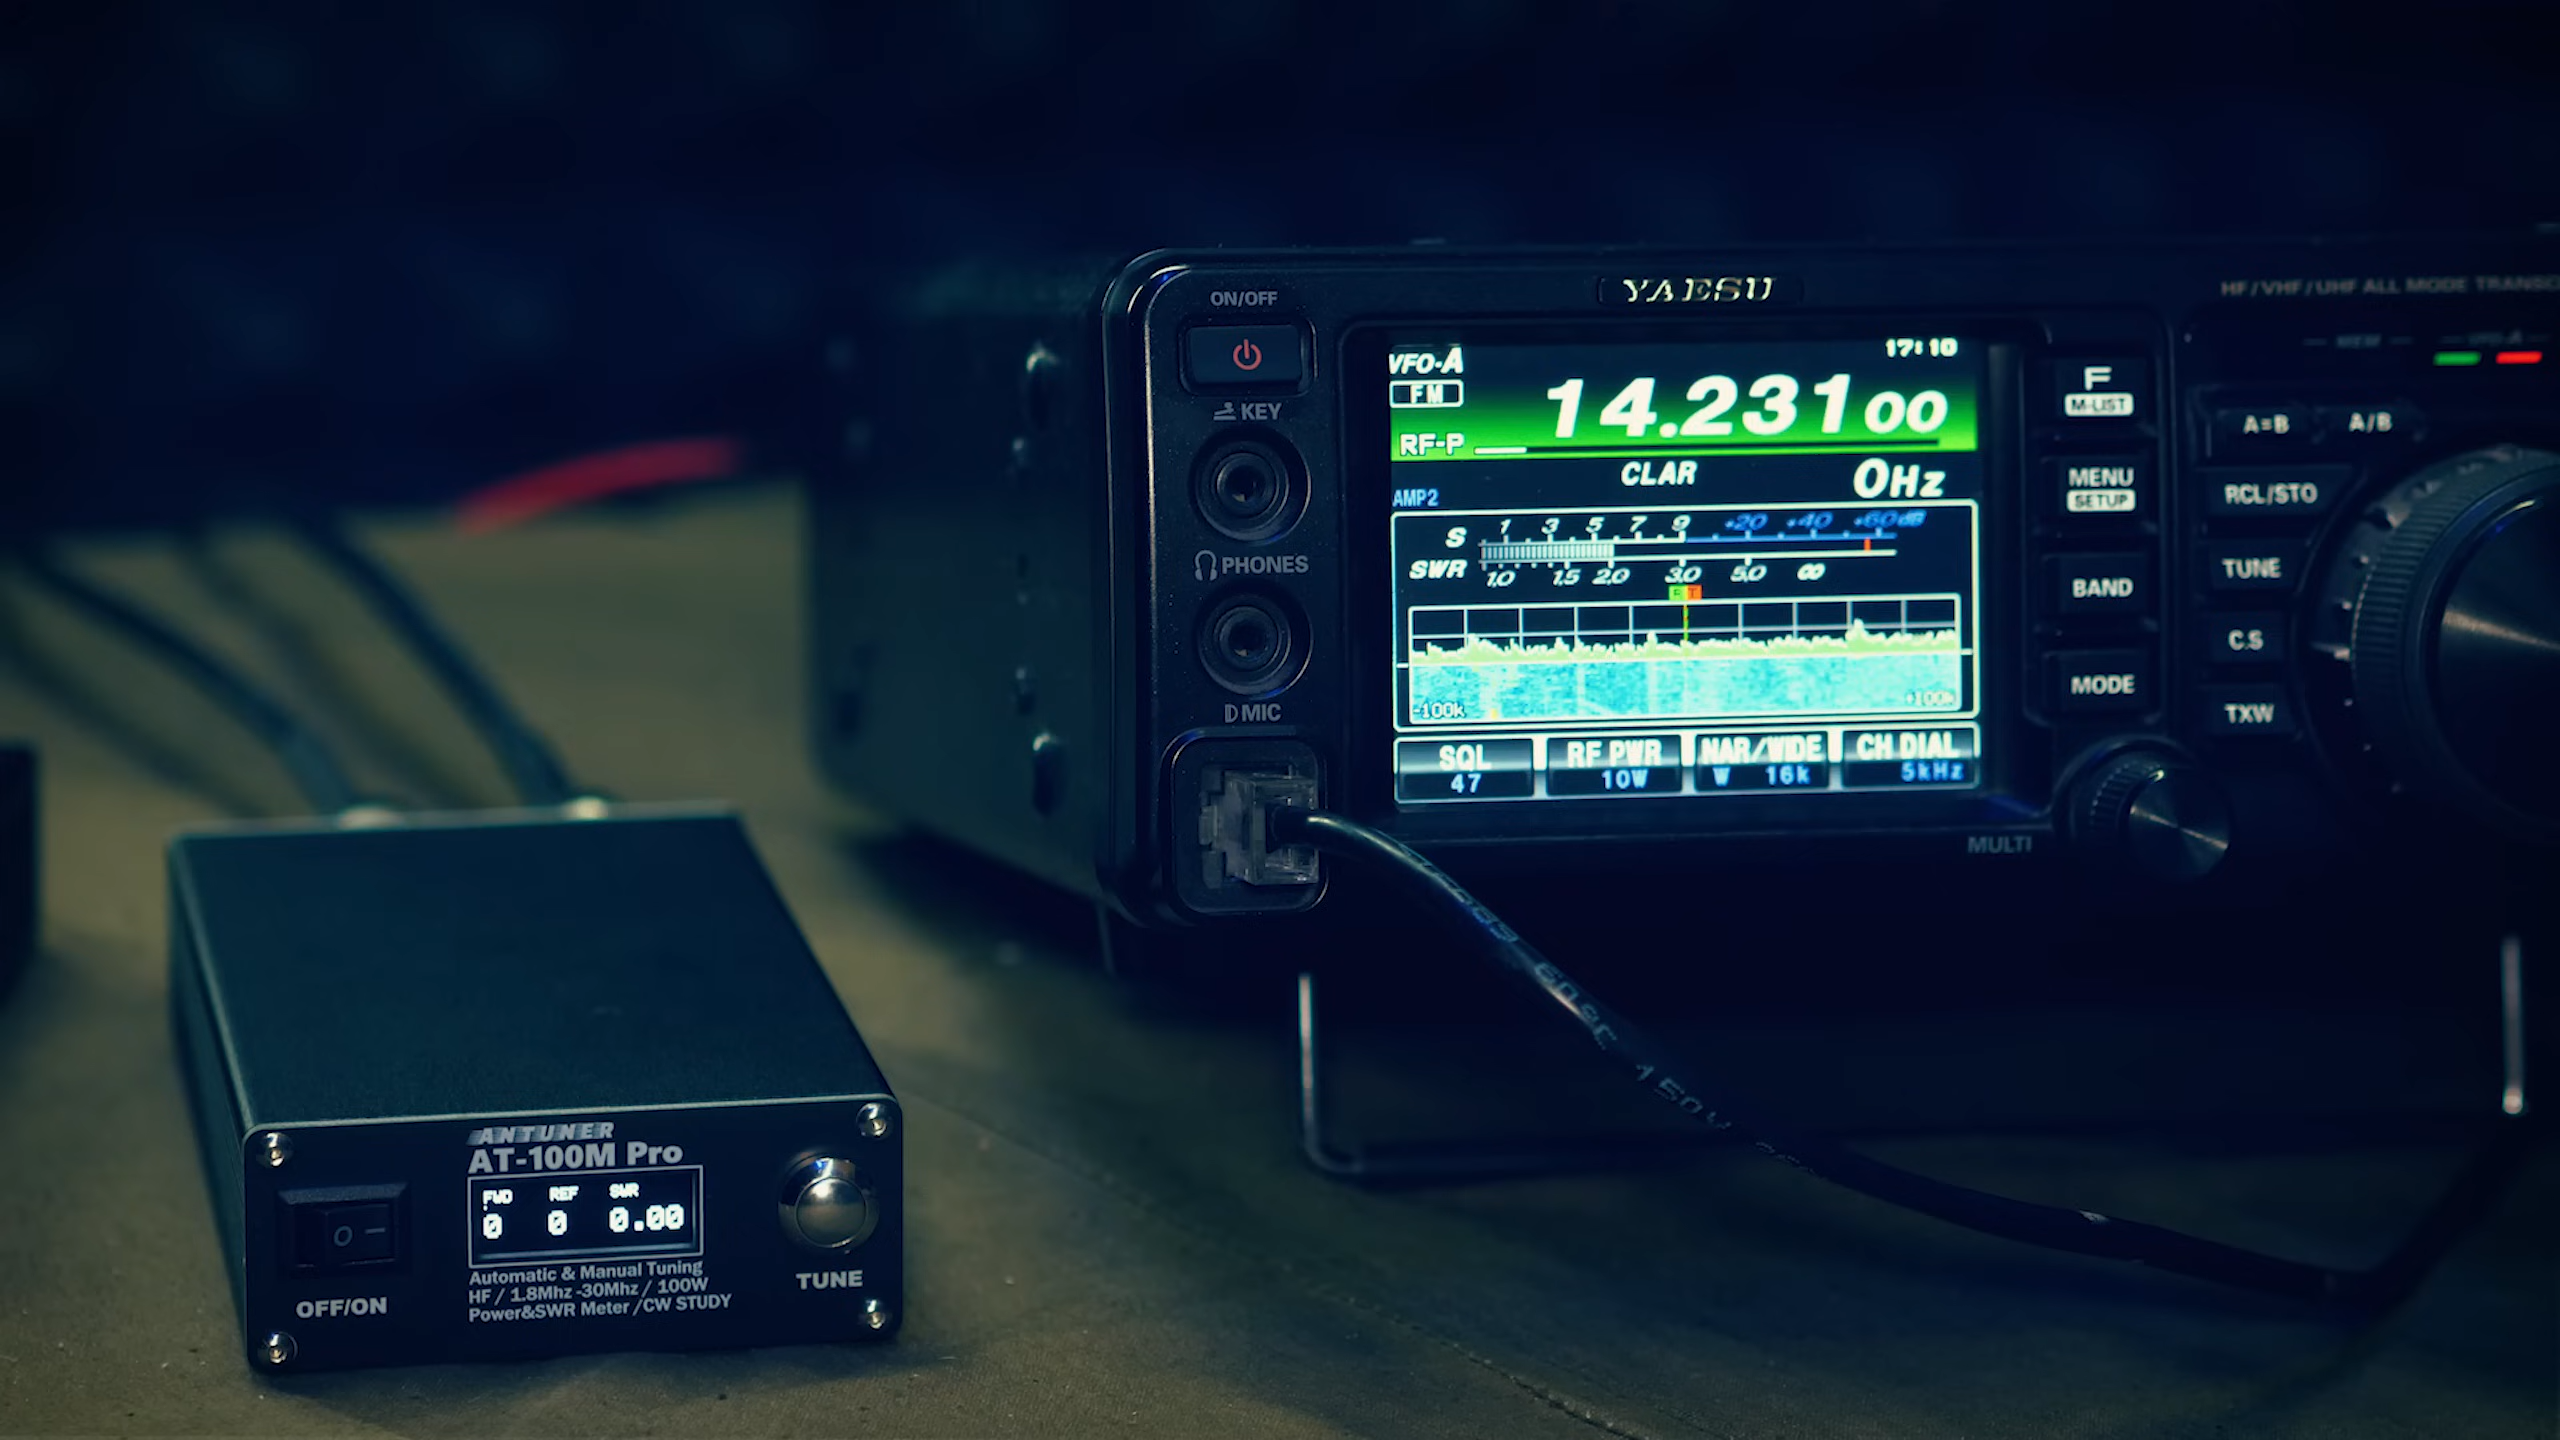 YAESU
HF/VHF/UHF ALL MODE
ON/OFF
KEY
PHONES
MIC
VFO-A 17:10
FM 14.231 00
RF-P
CLAR 0Hz
AMP2
S 1 3 5 7 9 +20 +40 +60dB
SWR 1.0 1.5 2.0 3.0 5.0 ∞
-100k +100k
SQL RF PWR NAR/WIDE CH DIAL
47 10W W 16k 5kHz
F
M-LIST
MENU
SETUP
BAND
MODE
MULTI
A=B A/B
RCL/STO
TUNE
C.S
TXW
60°C 150V
ANTUNER
AT-100M Pro
FWD REF SWR
0 0 0.00
Automatic & Manual Tuning
HF / 1.8Mhz -30Mhz / 100W
Power&SWR Meter /CW STUDY
OFF/ON
TUNE